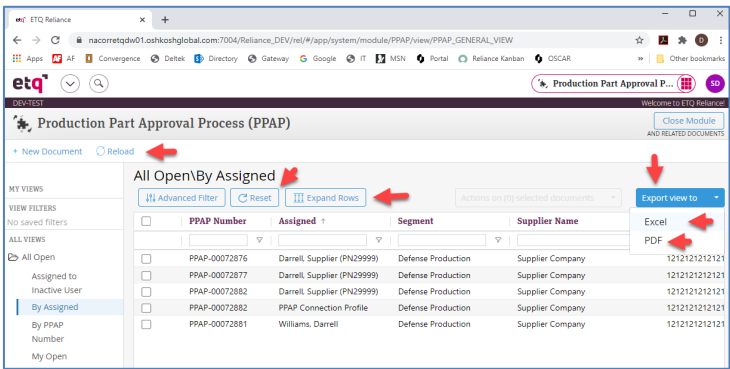 etQ ETQ Reliance
nacorretqdw01.oshkoshglobal.com:7004/Reliance_DEV/rel/#/app/system/module/PPAP/view/PPAP_GENERAL_VIEW
D
Apps AF AF Convergence Deltek Directory Gateway G Google IT MSN Portal Reliance Kanban OSCAR » Other bookmarks
etq Production Part Approval P... SD
DEV-TEST Welcome to ETQ Reliance!
Production Part Approval Process (PPAP) Close Module
AND RELATED DOCUMENTS
+ New Document Reload
All Open\By Assigned
MY VIEWS
Advanced Filter Reset Expand Rows Actions on (0) selected documents Export view to
VIEW FILTERS
No saved filters
PPAP Number Assigned ↑ Segment Supplier Name
Excel
ALL VIEWS
PDF
All Open
PPAP-00072876 Darrell, Supplier (PN29999) Defense Production Supplier Company 1212121212121
Assigned to
Inactive User
PPAP-00072877 Darrell, Supplier (PN29999) Defense Production Supplier Company 1212121212121
PPAP-00072882 Darrell, Supplier (PN29999) Defense Production Supplier Company 1212121212121
By Assigned
PPAP-00072882 PPAP Connection Profile Defense Production Supplier Company 1212121212121
By PPAP
Number
PPAP-00072881 Williams, Darrell Defense Production Supplier Company 1212121212121
My Open